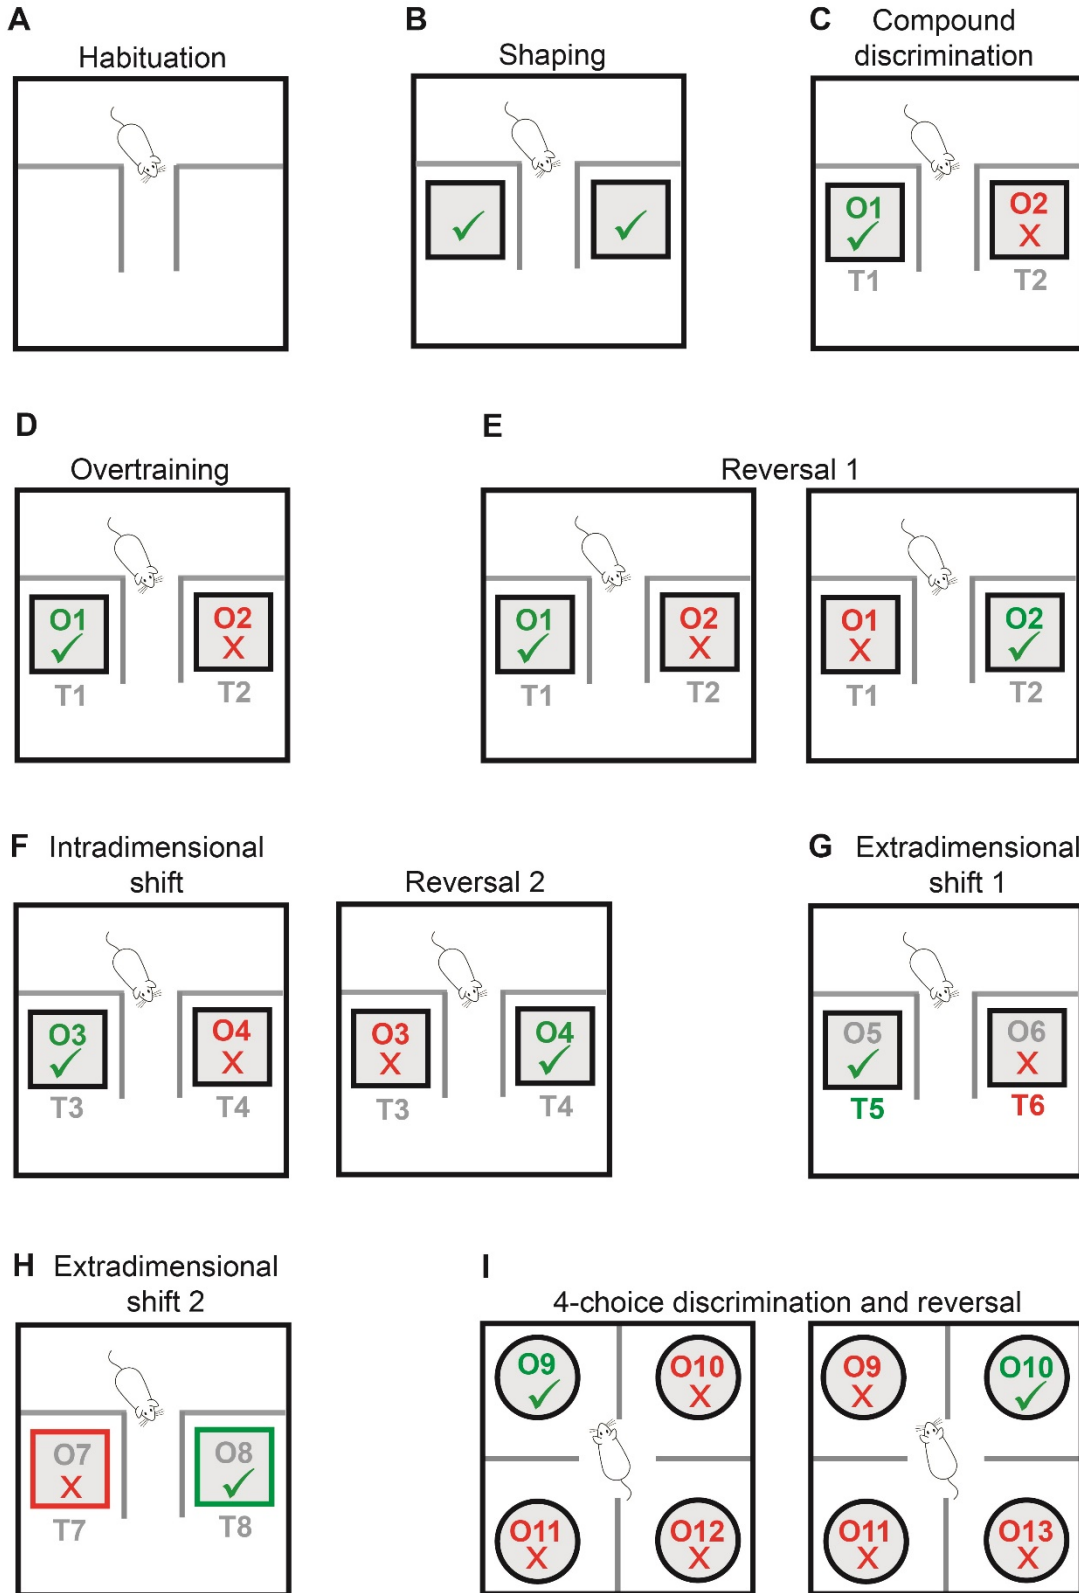 A
Habituation
B
Shaping
C Compound
discrimination
O1
T1
O2
X
T2
D
Overtraining
O1
T1
O2
X
T2
E
Reversal 1
O1
T1
O2
X
T2
O1
X
T1
O2
T2
F Intradimensional
shift
O3
T3
O4
X
T4
Reversal 2
O3
X
T3
O4
T4
G Extradimensional
shift 1
O5
T5
O6
X
T6
H Extradimensional
shift 2
O7
X
T7
O8
T8
I
4-choice discrimination and reversal
O9
O10
X
O11
X
O12
X
O9
X
O10
O11
X
O13
X